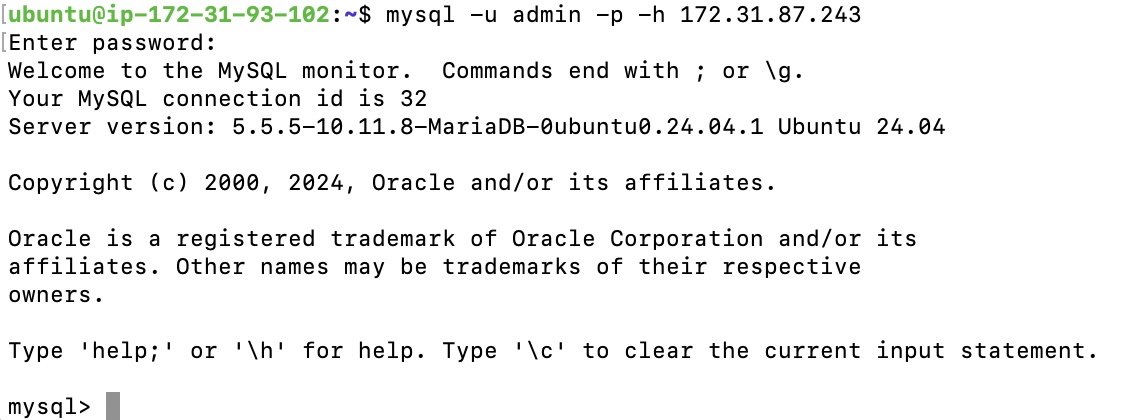 [ubuntu@ip-172-31-93-102:~$ mysql -u admin -p -h 172.31.87.243
[Enter password:
Welcome to the MySQL monitor.  Commands end with ; or \g.
Your MySQL connection id is 32
Server version: 5.5.5-10.11.8-MariaDB-0ubuntu0.24.04.1 Ubuntu 24.04

Copyright (c) 2000, 2024, Oracle and/or its affiliates.

Oracle is a registered trademark of Oracle Corporation and/or its
affiliates. Other names may be trademarks of their respective
owners.

Type 'help;' or '\h' for help. Type '\c' to clear the current input statement.

mysql>